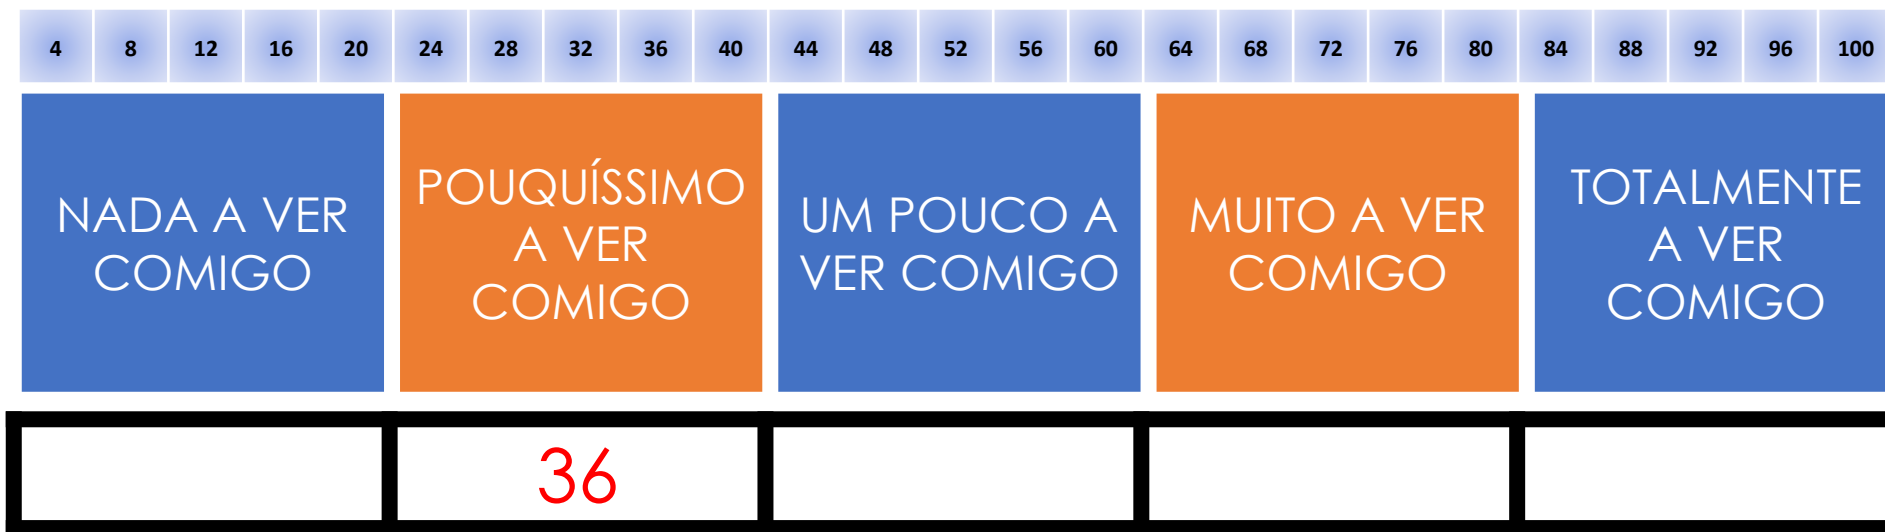 4 8 12 16 20 24 28 32 36 40 44 48 52 56 60 64 68 72 76 80 84 88 92 96 100
NADA A VER
COMIGO
POUQUÍSSIMO
A VER
COMIGO
UM POUCO A
VER COMIGO
MUITO A VER
COMIGO
TOTALMENTE
A VER
COMIGO
36